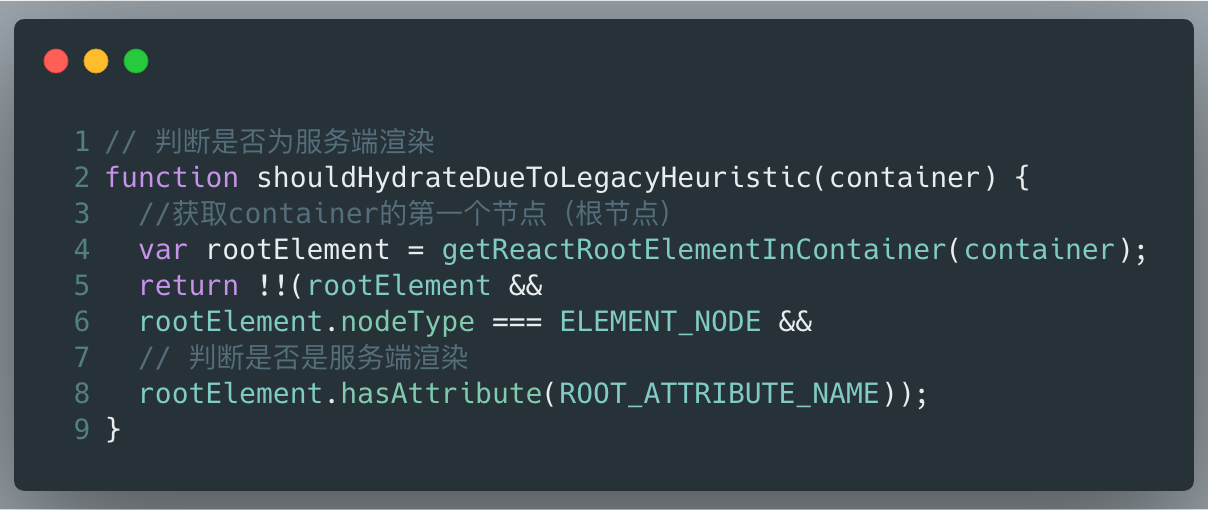 1 // 判断是否为服务端渲染
2 function shouldHydrateDueToLegacyHeuristic(container) {
3   //获取container的第一个节点（根节点）
4   var rootElement = getReactRootElementInContainer(container);
5   return !!(rootElement &&
6   rootElement.nodeType === ELEMENT_NODE &&
7   // 判断是否是服务端渲染
8   rootElement.hasAttribute(ROOT_ATTRIBUTE_NAME));
9 }